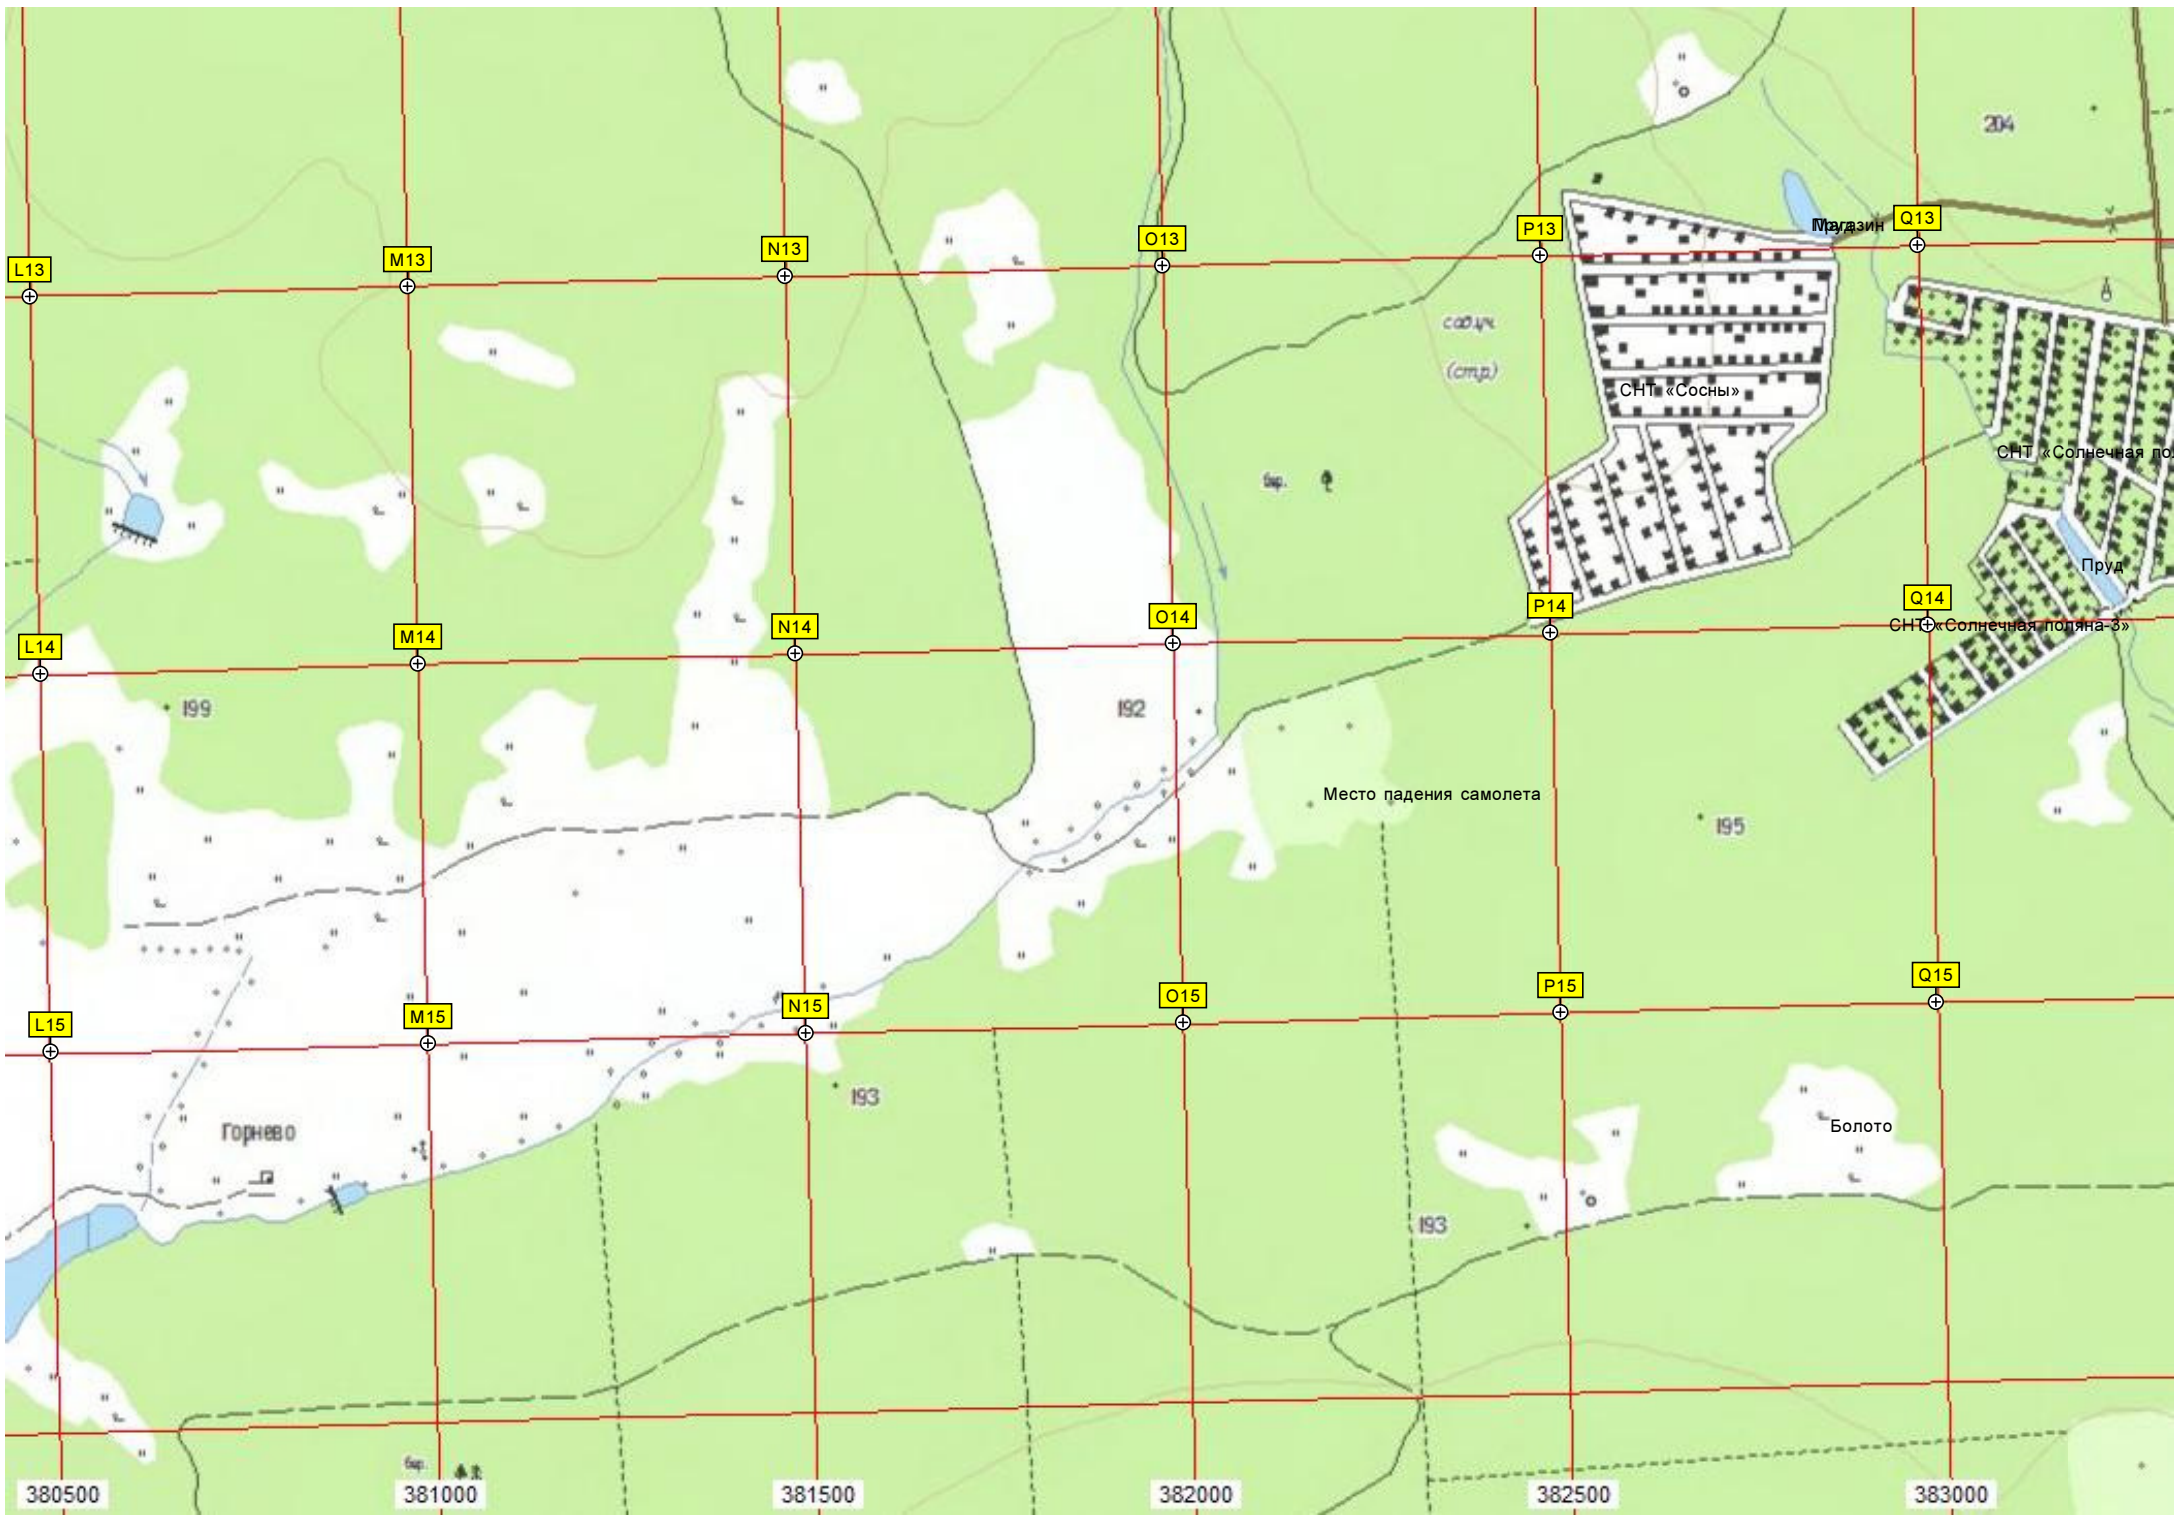 204
Q13
Магазин
P13
O13
N13
M13
L13
сад.уч.
(стр.)
СНТ «Сосны»
СНТ «Солнечная по
бер.
Пруд
Q14
P14
O14
N14
M14
L14
СНТ «Солнечная поляна-3»
199
192
Место падения самолета
195
Q15
P15
O15
N15
M15
L15
193
Горнево
Болото
193
бер.
380500
381000
381500
382000
382500
383000